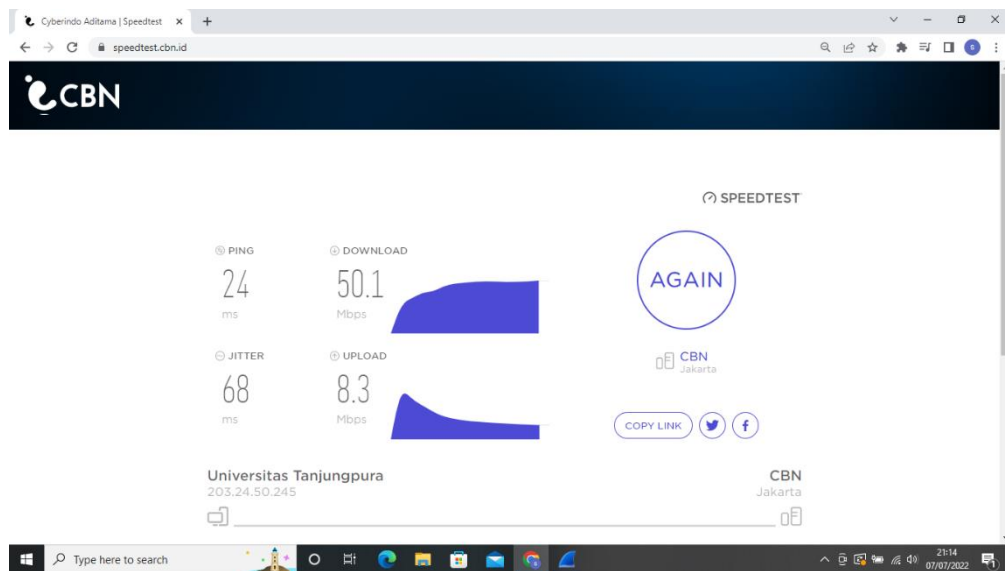 Cyberindo Aditama | Speedtest
speedtest.cbn.id
CBN
SPEEDTEST
PING
24
ms
DOWNLOAD
50.1
Mbps
JITTER
68
ms
UPLOAD
8.3
Mbps
AGAIN
CBN
Jakarta
COPY LINK
Universitas Tanjungpura
203.24.50.245
CBN
Jakarta
Type here to search
21:14
07/07/2022